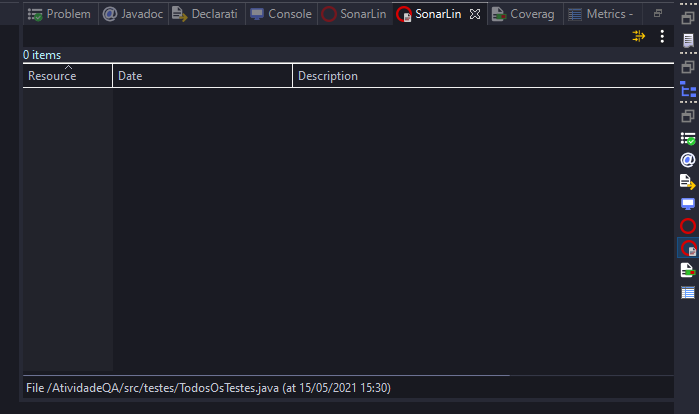 Problem Javadoc Declarati Console SonarLin SonarLin Coverag Metrics -
0 items
Resource Date Description
File /AtividadeQA/src/testes/TodosOsTestes.java (at 15/05/2021 15:30)